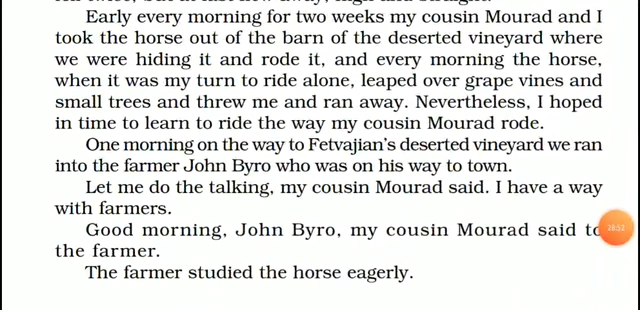 Early every morning for two weeks my cousin Mourad and I
took the horse out of the barn of the deserted vineyard where
we were hiding it and rode it, and every morning the horse,
when it was my turn to ride alone, leaped over grape vines and
small trees and threw me and ran away. Nevertheless, I hoped
in time to learn to ride the way my cousin Mourad rode.
One morning on the way to Fetvajian's deserted vineyard we ran
into the farmer John Byro who was on his way to town.
Let me do the talking, my cousin Mourad said. I have a way
with farmers.
Good morning, John Byro, my cousin Mourad said to
the farmer.
The farmer studied the horse eagerly.